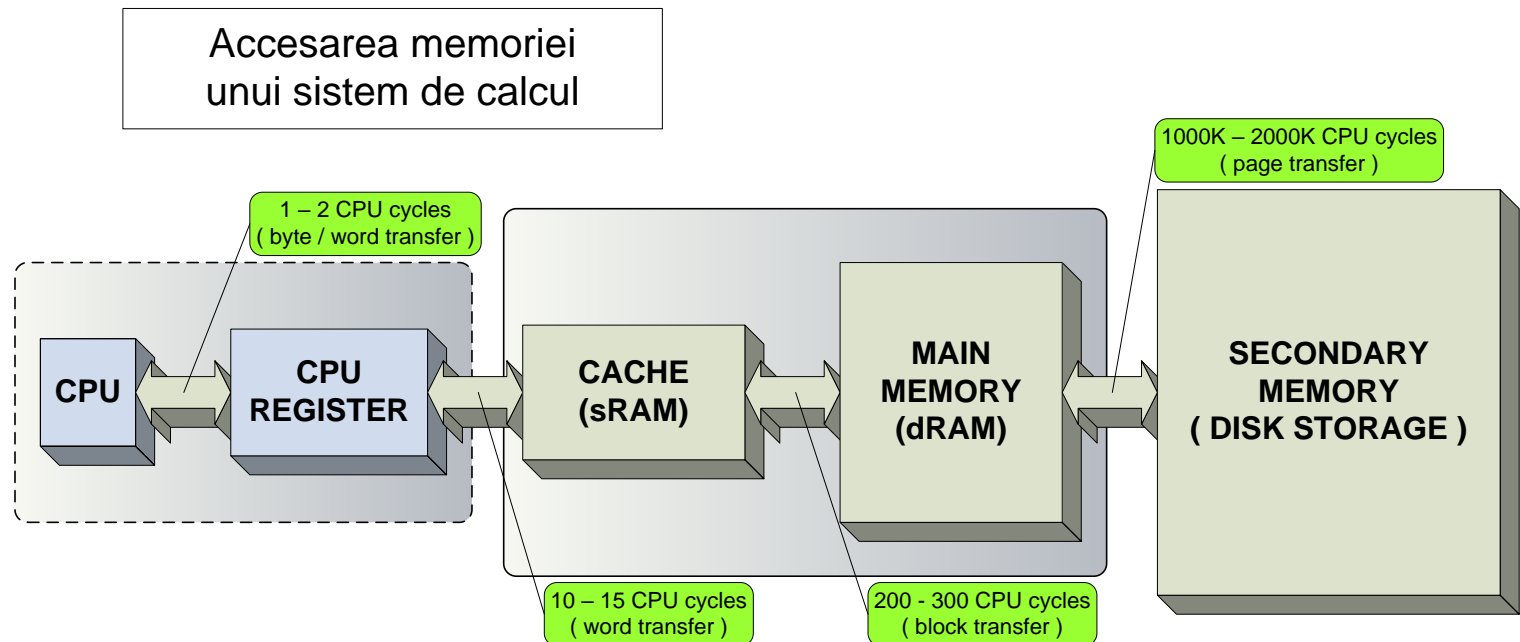 Accesarea memoriei
unui sistem de calcul
1000K – 2000K CPU cycles
( page transfer )
1 – 2 CPU cycles
( byte / word transfer )
CPU
CPU
REGISTER
CACHE
(sRAM)
MAIN
MEMORY
(dRAM)
SECONDARY
MEMORY
( DISK STORAGE )
10 – 15 CPU cycles
( word transfer )
200 - 300 CPU cycles
( block transfer )